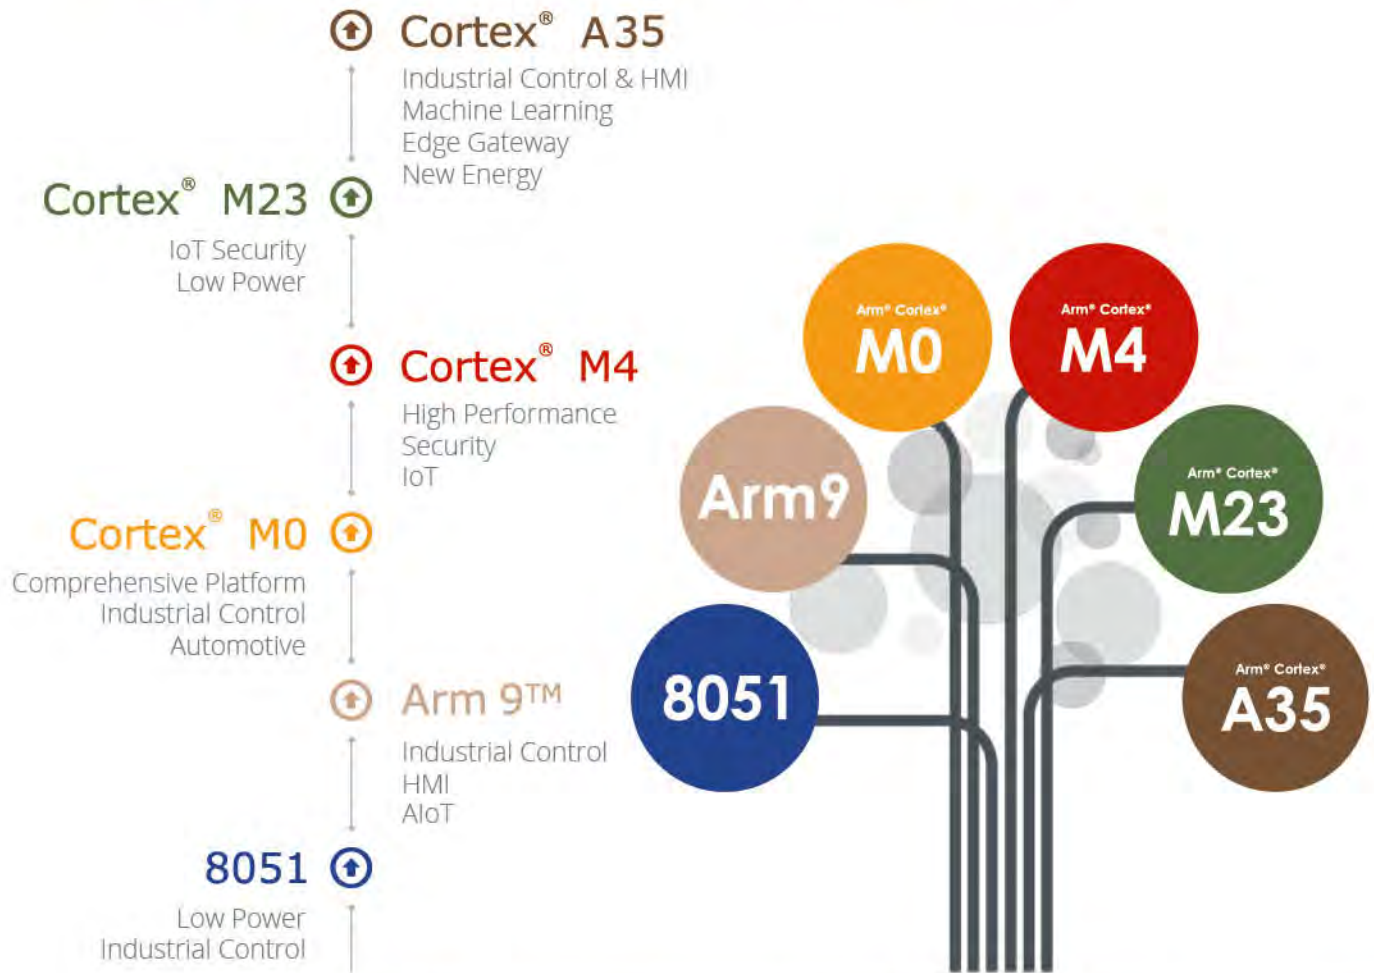 Cortex® A35
Industrial Control & HMI
Machine Learning
Edge Gateway
New Energy
Cortex® M23
IoT Security
Low Power
Cortex® M4
High Performance
Security
IoT
Cortex® M0
Comprehensive Platform
Industrial Control
Automotive
Arm 9™
Industrial Control
HMI
AIoT
8051
Low Power
Industrial Control
Arm® Cortex®
M0
Arm® Cortex®
M4
Arm9
Arm® Cortex®
M23
8051
Arm® Cortex®
A35